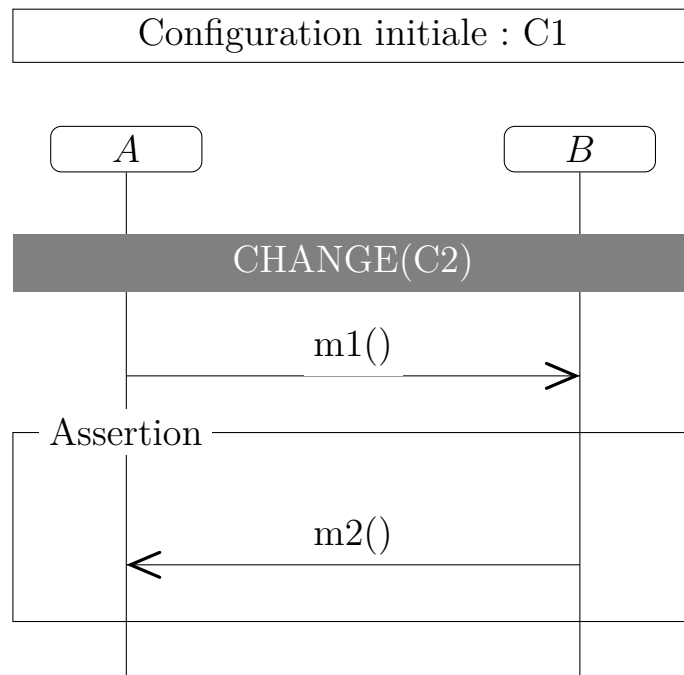 Configuration initiale : C1
A
B
CHANGE(C2)
m1()
Assertion
m2()